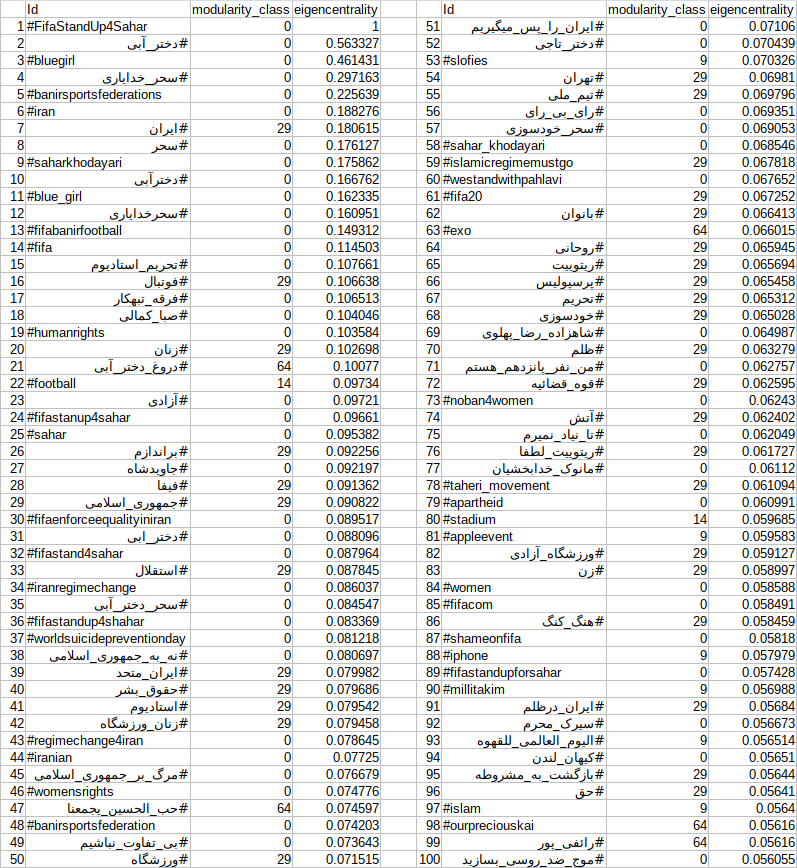 Id modularity_class eigencentrality
1 #FifaStandUp4Sahar 0 1
2 #دختر_آبی 0 0.563327
3 #bluegirl 0 0.461431
4 #سحر_خدایاری 0 0.297163
5 #banirsportsfederations 0 0.225639
6 #iran 0 0.188276
7 #ایران 29 0.180615
8 #سحر 0 0.176127
9 #saharkhodayari 0 0.175862
10 #دخترآبی 0 0.166762
11 #blue_girl 0 0.162335
12 #سحرخدایاری 0 0.160951
13 #fifabanirfootball 0 0.149312
14 #fifa 0 0.114503
15 #تحریم_استادیوم 0 0.107661
16 #فوتبال 29 0.106638
17 #فرقه_تبهکار 0 0.106513
18 #صبا_کمالی 0 0.104046
19 #humanrights 0 0.103584
20 #زنان 29 0.102698
21 #دروغ_دختر_آبی 64 0.10077
22 #football 14 0.09734
23 #آزادی 0 0.09721
24 #fifastanup4sahar 0 0.09661
25 #sahar 0 0.095382
26 #براندازم 29 0.092256
27 #جاویدشاه 0 0.092197
28 #فیفا 29 0.091362
29 #جمهوری_اسلامی 29 0.090822
30 #fifaenforceequalityiniran 0 0.089517
31 #دختر_ابی 0 0.088096
32 #fifastand4sahar 0 0.087964
33 #استقلال 29 0.087845
34 #iranregimechange 0 0.086037
35 #سحر_دختر_آبی 0 0.084547
36 #fifastandup4shahar 0 0.083369
37 #worldsuicidepreventionday 0 0.081218
38 #نه_به_جمهوری_اسلامی 0 0.080697
39 #ایران_متحد 29 0.079982
40 #حقوق_بشر 29 0.079686
41 #استادیوم 29 0.079542
42 #زنان_ورزشگاه 29 0.079458
43 #regimechange4iran 0 0.078645
44 #iranian 0 0.07725
45 #مرگ_بر_جمهوری_اسلامی 0 0.076679
46 #womensrights 0 0.074776
47 #حب_الحسین_یجمعنا 64 0.074597
48 #banirsportsfederation 0 0.074203
49 #بی_تفاوت_نباشیم 0 0.073643
50 #ورزشگاه 29 0.071515
Id modularity_class eigencentrality
51 #ایران_را_پس_میگیریم 0 0.07106
52 #دختر_تاجی 0 0.070439
53 #slofies 9 0.070326
54 #تهران 29 0.06981
55 #تیم_ملی 29 0.069796
56 #رای_بی_رای 0 0.069351
57 #سحر_خودسوزی 0 0.069053
58 #sahar_khodayari 0 0.068546
59 #islamicregimemustgo 29 0.067818
60 #westandwithpahlavi 0 0.067652
61 #fifa20 29 0.067252
62 #بانوان 29 0.066413
63 #exo 64 0.066015
64 #روحانی 29 0.065945
65 #ریتوییت 29 0.065694
66 #پرسپولیس 29 0.065458
67 #تحریم 29 0.065312
68 #خودسوزی 29 0.065028
69 #شاهزاده_رضا_پهلوی 0 0.064987
70 #ظلم 29 0.063279
71 #من_نفر_پانزدهم_هستم 0 0.062757
72 #قوه_قضائیه 29 0.062595
73 #noban4women 0 0.06243
74 #آتش 29 0.062402
75 #تا_نیاد_نمیرم 0 0.062049
76 #ریتوییت_لطفا 29 0.061727
77 #مانوک_خدابخشیان 0 0.06112
78 #taheri_movement 29 0.061094
79 #apartheid 0 0.060991
80 #stadium 14 0.059685
81 #appleevent 9 0.059583
82 #ورزشگاه_آزادی 29 0.059127
83 #زن 29 0.058997
84 #women 0 0.058588
85 #fifacom 0 0.058491
86 #هنگ_کنگ 29 0.058459
87 #shameonfifa 0 0.05818
88 #iphone 9 0.057979
89 #fifastandupforsahar 0 0.057428
90 #millitakim 9 0.056988
91 #ایران_درظلم 29 0.05684
92 #سیرک_محرم 0 0.056673
93 #الیوم_العالمی_للقهوه 9 0.056514
94 #کیهان_لندن 0 0.05651
95 #بازگشت_به_مشروطه 29 0.05644
96 #حق 29 0.05641
97 #islam 9 0.0564
98 #ourpreciouskai 64 0.05616
99 #رائفی_پور 64 0.05616
100 #موج_ضد_روسی_بسازید 0 0.056058